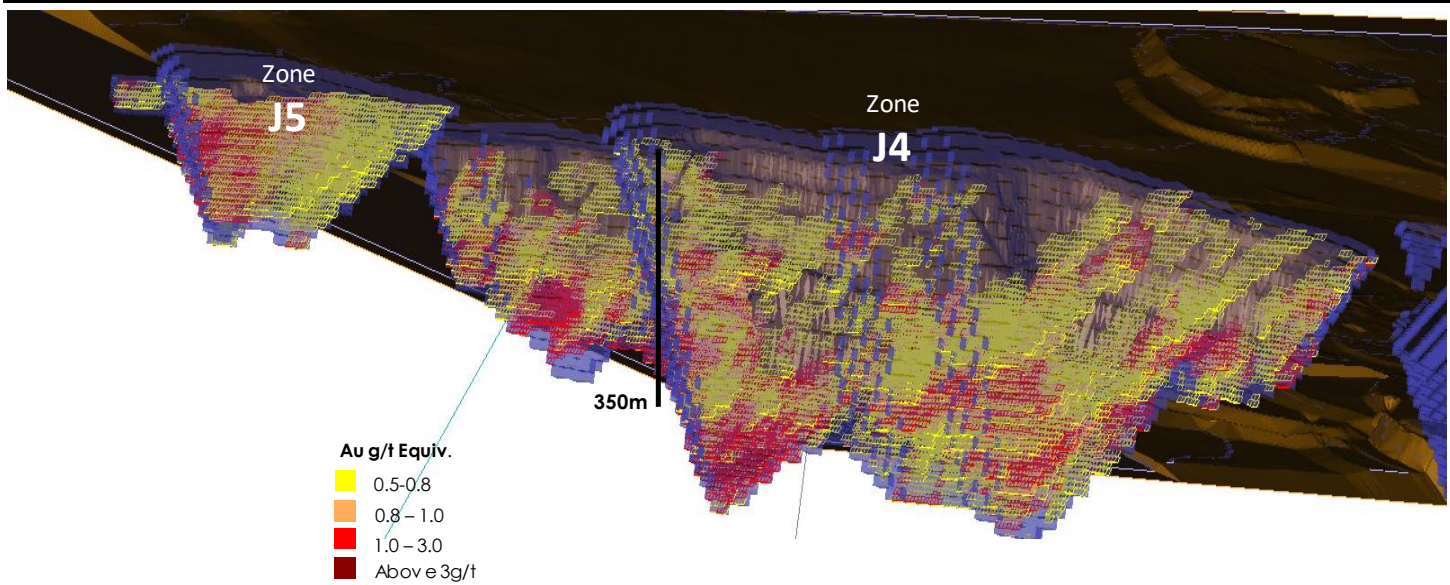 Zone
J5
Zone
J4
350m
Au g/t Equiv.
0.5-0.8
0.8 – 1.0
1.0 – 3.0
Above 3g/t